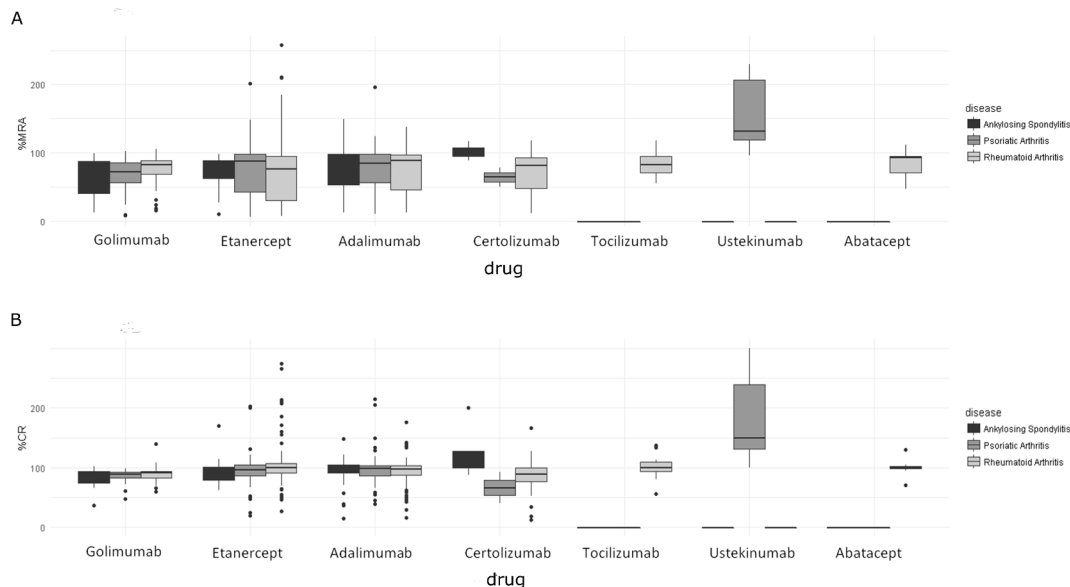 A
%MRA
200
100
0
Golimumab Etanercept Adalimumab Certolizumab Tocilizumab Ustekinumab Abatacept
drug
disease
Ankylosing Spondylitis
Psoriatic Arthritis
Rheumatoid Arthritis
B
%CR
200
100
0
Golimumab Etanercept Adalimumab Certolizumab Tocilizumab Ustekinumab Abatacept
drug
disease
Ankylosing Spondylitis
Psoriatic Arthritis
Rheumatoid Arthritis